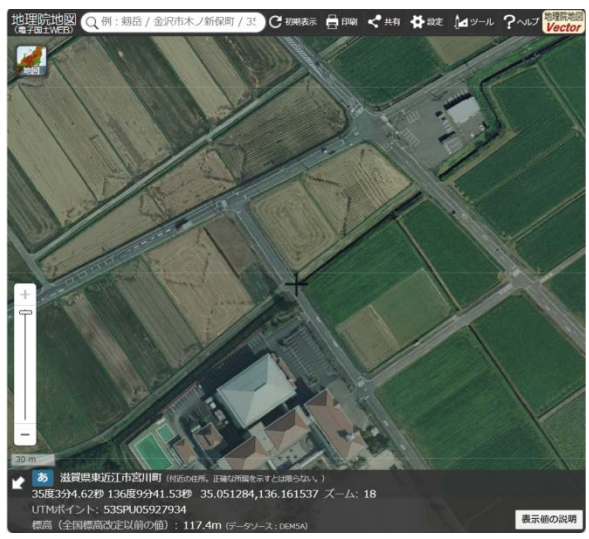 地理院地図
(電子国土WEB)
例：剱岳 / 金沢市木ノ新保町 / 35
初期表示
印刷
共有
設定
ツール
ヘルプ
地理院地図
Vector
地図
30 m
あ
滋賀県東近江市宮川町 (付近の住所。正確な所属を示すとは限らない。)
35度3分4.62秒 136度9分41.53秒 35.051284,136.161537 ズーム: 18
UTMポイント: 53SPU05927934
標高（全国標高改定以前の値）: 117.4m (データソース：DEM5A)
表示値の説明